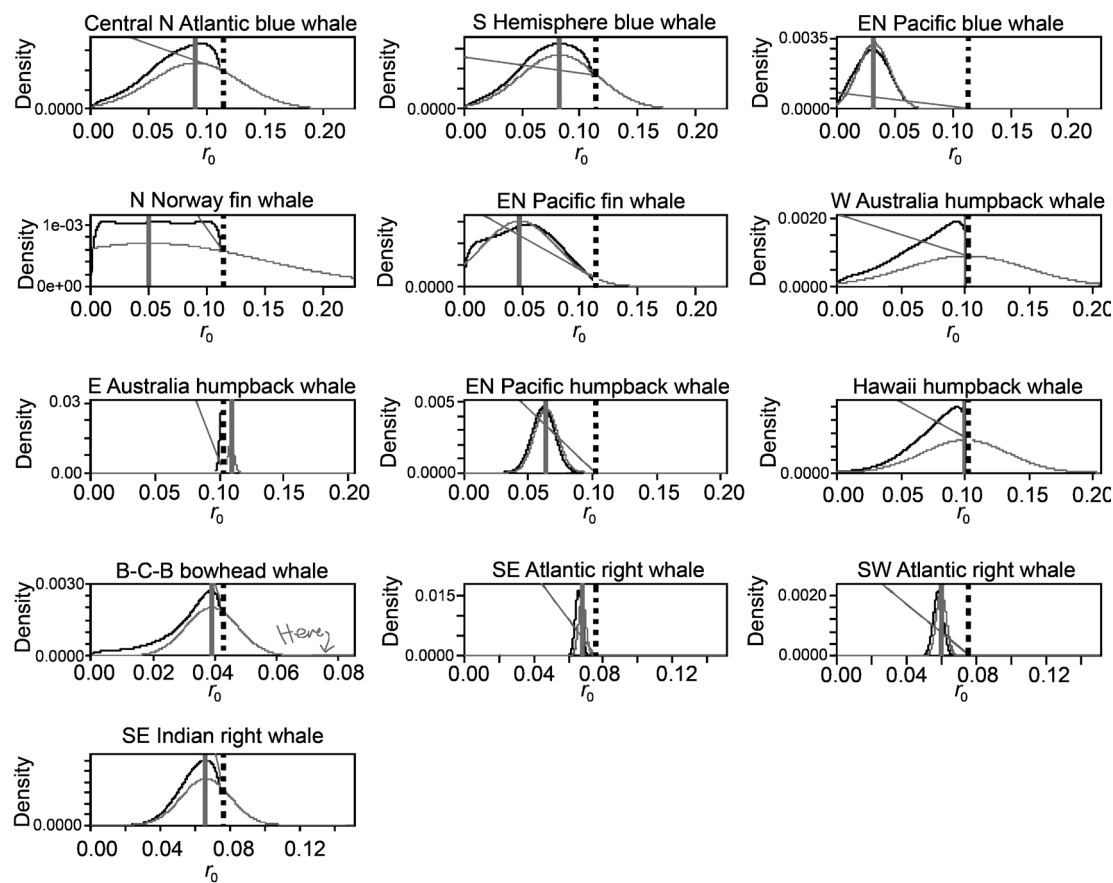 Central N Atlantic blue whale
S Hemisphere blue whale
EN Pacific blue whale
Density
0.0000
0.00 0.05 0.10 0.15 0.20
r0
Density
0.0000
0.00 0.05 0.10 0.15 0.20
r0
Density
0.0035
0.0000
0.00 0.05 0.10 0.15 0.20
r0
N Norway fin whale
EN Pacific fin whale
W Australia humpback whale
Density
1e-03
0e+00
0.00 0.05 0.10 0.15 0.20
r0
Density
0.0000
0.00 0.05 0.10 0.15 0.20
r0
Density
0.0020
0.0000
0.00 0.05 0.10 0.15 0.20
r0
E Australia humpback whale
EN Pacific humpback whale
Hawaii humpback whale
Density
0.03
0.00
0.00 0.05 0.10 0.15 0.20
r0
Density
0.005
0.000
0.00 0.05 0.10 0.15 0.20
r0
Density
0.0000
0.00 0.05 0.10 0.15 0.20
r0
B-C-B bowhead whale
SE Atlantic right whale
SW Atlantic right whale
Density
0.0030
0.0000
Here
0.00 0.02 0.04 0.06 0.08
r0
Density
0.015
0.000
0.00 0.04 0.08 0.12
r0
Density
0.0020
0.0000
0.00 0.04 0.08 0.12
r0
SE Indian right whale
Density
0.0000
0.00 0.04 0.08 0.12
r0